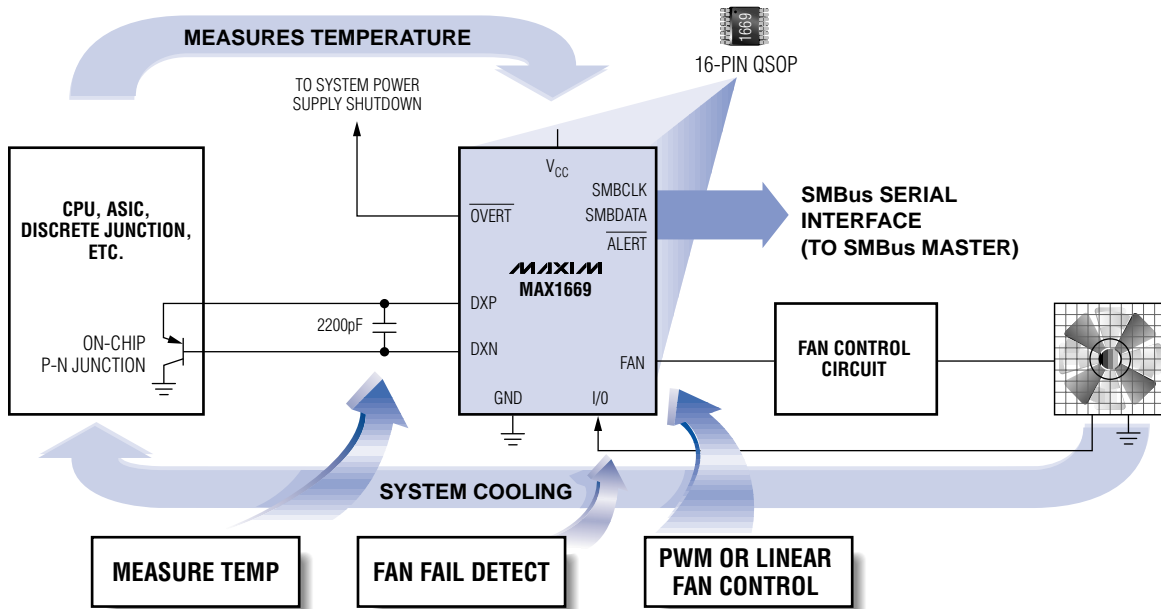 MEASURES TEMPERATURE
1669
16-PIN QSOP
TO SYSTEM POWER
SUPPLY SHUTDOWN
CPU, ASIC,
DISCRETE JUNCTION,
ETC.
ON-CHIP
P-N JUNCTION
2200pF
VCC
OVERT
SMBCLK
SMBDATA
ALERT
MAXIM
MAX1669
DXP
DXN
FAN
GND
I/0
SMBus SERIAL
INTERFACE
(TO SMBus MASTER)
FAN CONTROL
CIRCUIT
SYSTEM COOLING
MEASURE TEMP
FAN FAIL DETECT
PWM OR LINEAR
FAN CONTROL